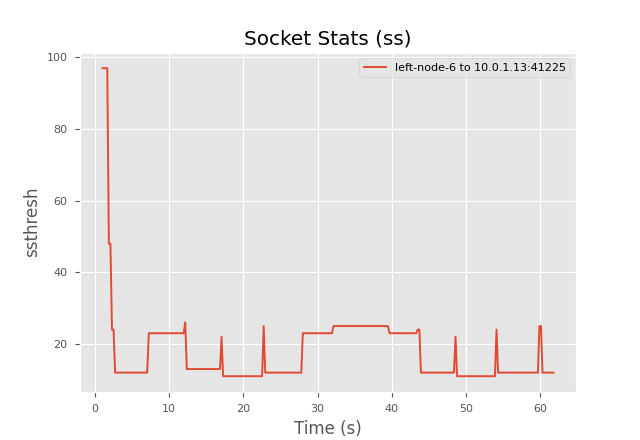 Socket Stats (ss)
left-node-6 to 10.0.1.13:41225
100
80
60
40
20
ssthresh
0 10 20 30 40 50 60
Time (s)